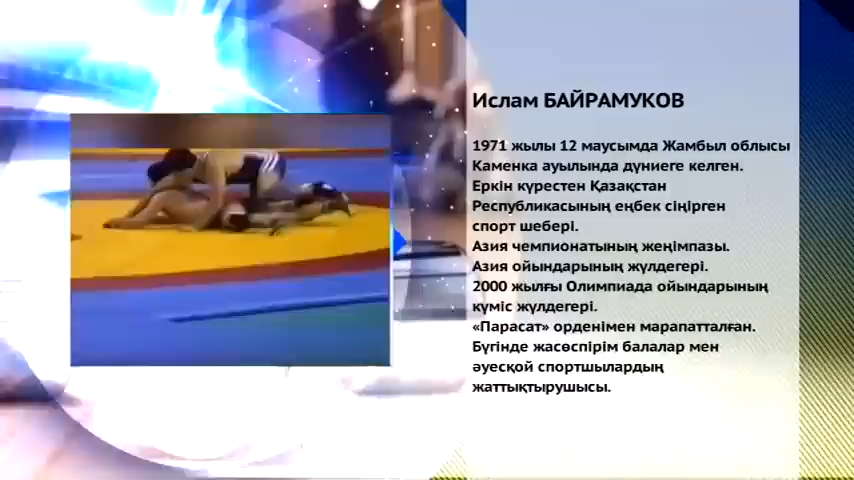 Ислам БАЙРАМУКОВ
1971 жылы 12 маусымда Жамбыл облысы
Каменка ауылында дүниеге келген.
Еркін күрестен Қазақстан
Республикасының еңбек сіңірген
спорт шебері.
Азия чемпионатының жеңімпазы.
Азия ойындарының жүлдегері.
2000 жылғы Олимпиада ойындарының
күміс жүлдегері.
«Парасат» орденімен марапатталған.
Бүгінде жасөспірім балалар мен
әуесқой спортшылардың
жаттықтырушысы.